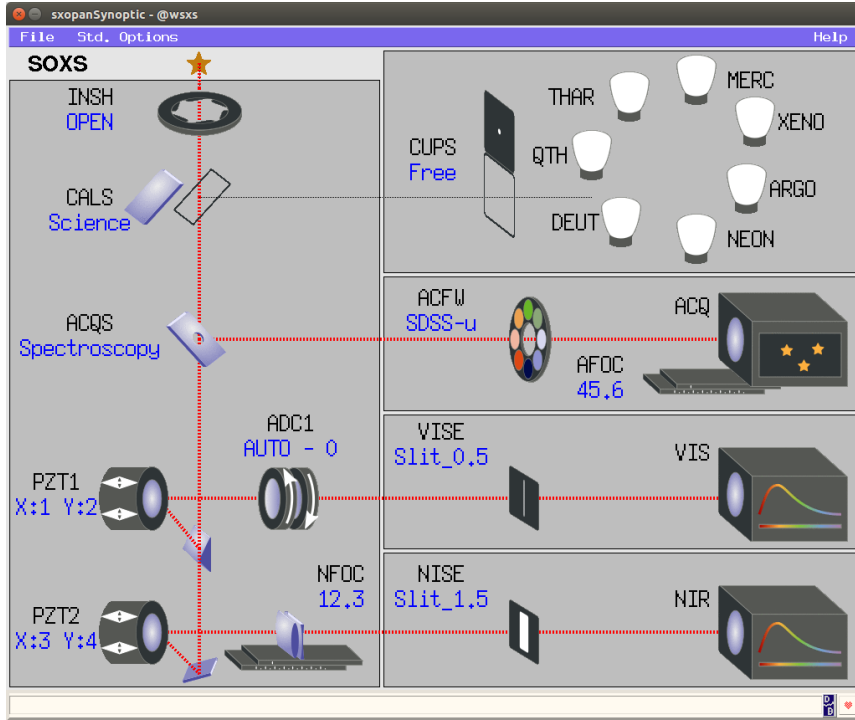 sxopanSynoptic - @wsxs
File Std. Options Help
SOXS
INSH
OPEN
CALS
Science
ACQS
Spectroscopy
ADC1
AUTO - 0
PZT1
X:1 Y:2
NFOC
12.3
PZT2
X:3 Y:4
CUPS
Free
THAR
MERC
XENO
QTH
ARGO
DEUT
NEON
ACFW
SDSS-u
ACQ
AFOC
45.6
VISE
Slit_0.5
VIS
NISE
Slit_1.5
NIR
D
B